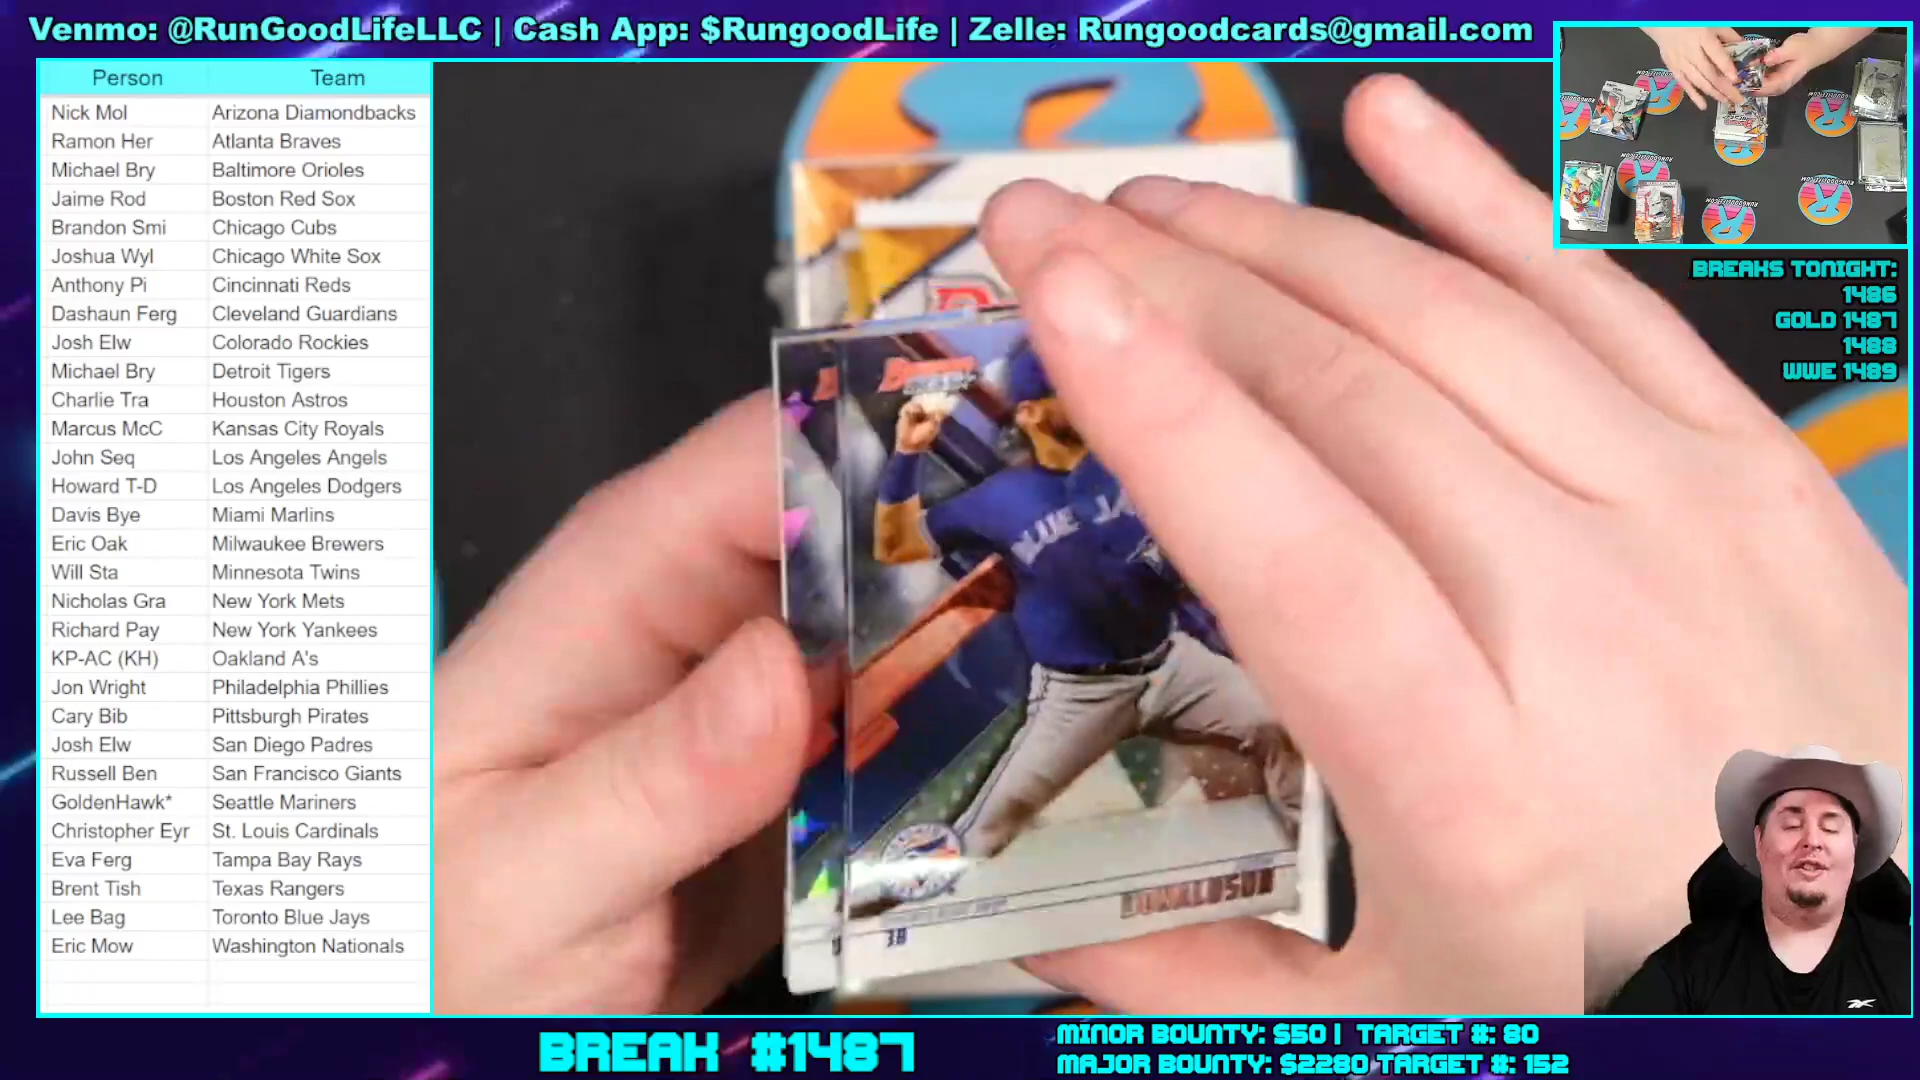 Venmo: @RunGoodLifeLLC | Cash App: $RungoodLife | Zelle: Rungoodcards@gmail.com
Person Team
Nick Mol Arizona Diamondbacks
Ramon Her Atlanta Braves
Michael Bry Baltimore Orioles
Jaime Rod Boston Red Sox
Brandon Smi Chicago Cubs
Joshua Wyl Chicago White Sox
Anthony Pi Cincinnati Reds
Dashaun Ferg Cleveland Guardians
Josh Elw Colorado Rockies
Michael Bry Detroit Tigers
Charlie Tra Houston Astros
Marcus McC Kansas City Royals
John Seq Los Angeles Angels
Howard T-D Los Angeles Dodgers
Davis Bye Miami Marlins
Eric Oak Milwaukee Brewers
Will Sta Minnesota Twins
Nicholas Gra New York Mets
Richard Pay New York Yankees
KP-AC (KH) Oakland A's
Jon Wright Philadelphia Phillies
Cary Bib Pittsburgh Pirates
Josh Elw San Diego Padres
Russell Ben San Francisco Giants
GoldenHawk* Seattle Mariners
Christopher Eyr St. Louis Cardinals
Eva Ferg Tampa Bay Rays
Brent Tish Texas Rangers
Lee Bag Toronto Blue Jays
Eric Mow Washington Nationals
BLUE JA
DONALDSON
BREAKS TONIGHT:
1486
GOLD 1487
1488
WWE 1489
BREAK #1487
MINOR BOUNTY: $50 | TARGET #: 80
MAJOR BOUNTY: $2280 TARGET #: 152